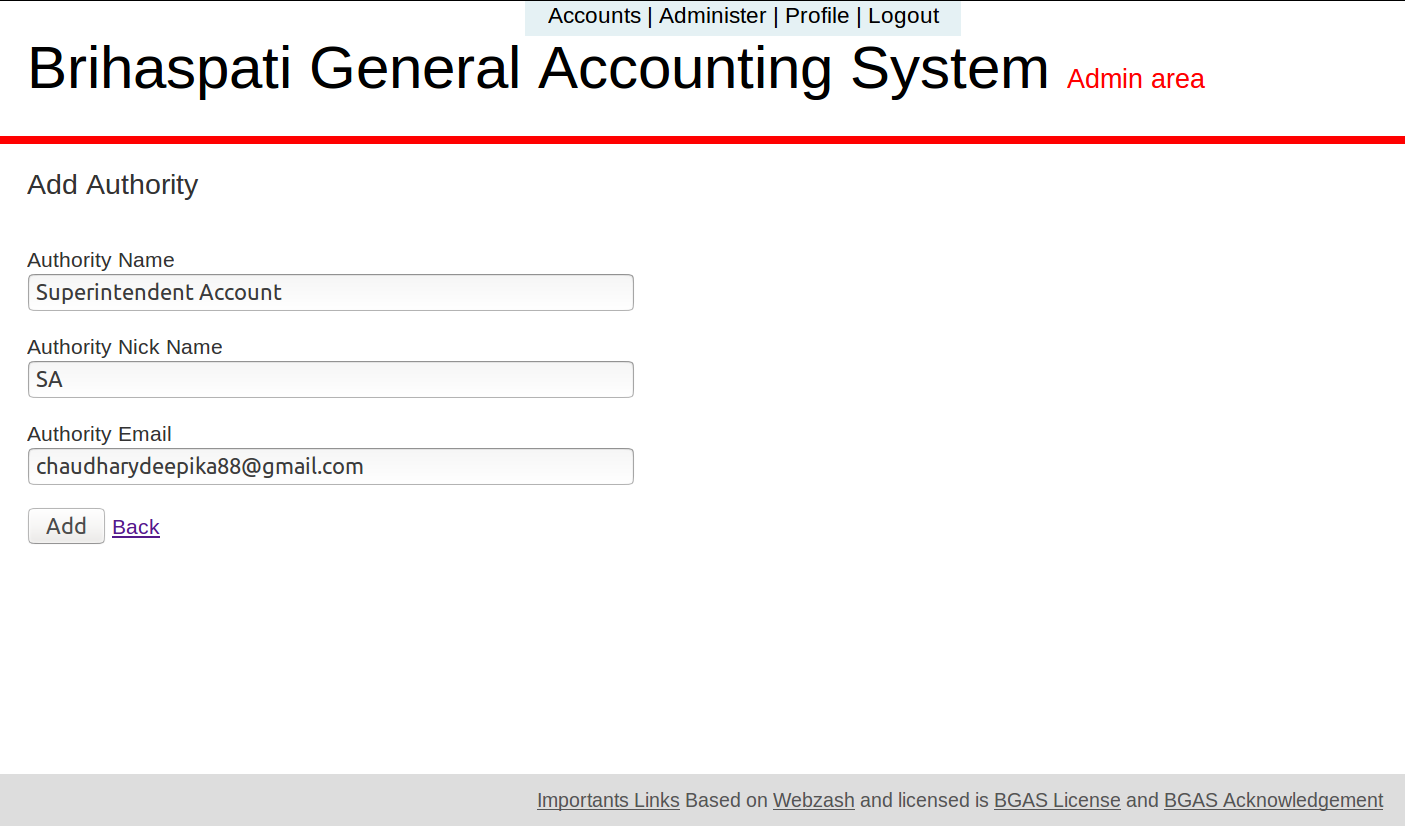 Accounts | Administer | Profile | Logout
Brihaspati General Accounting System Admin area
Add Authority
Authority Name
Superintendent Account
Authority Nick Name
SA
Authority Email
chaudharydeepika88@gmail.com
Add Back
Importants Links Based on Webzash and licensed is BGAS License and BGAS Acknowledgement